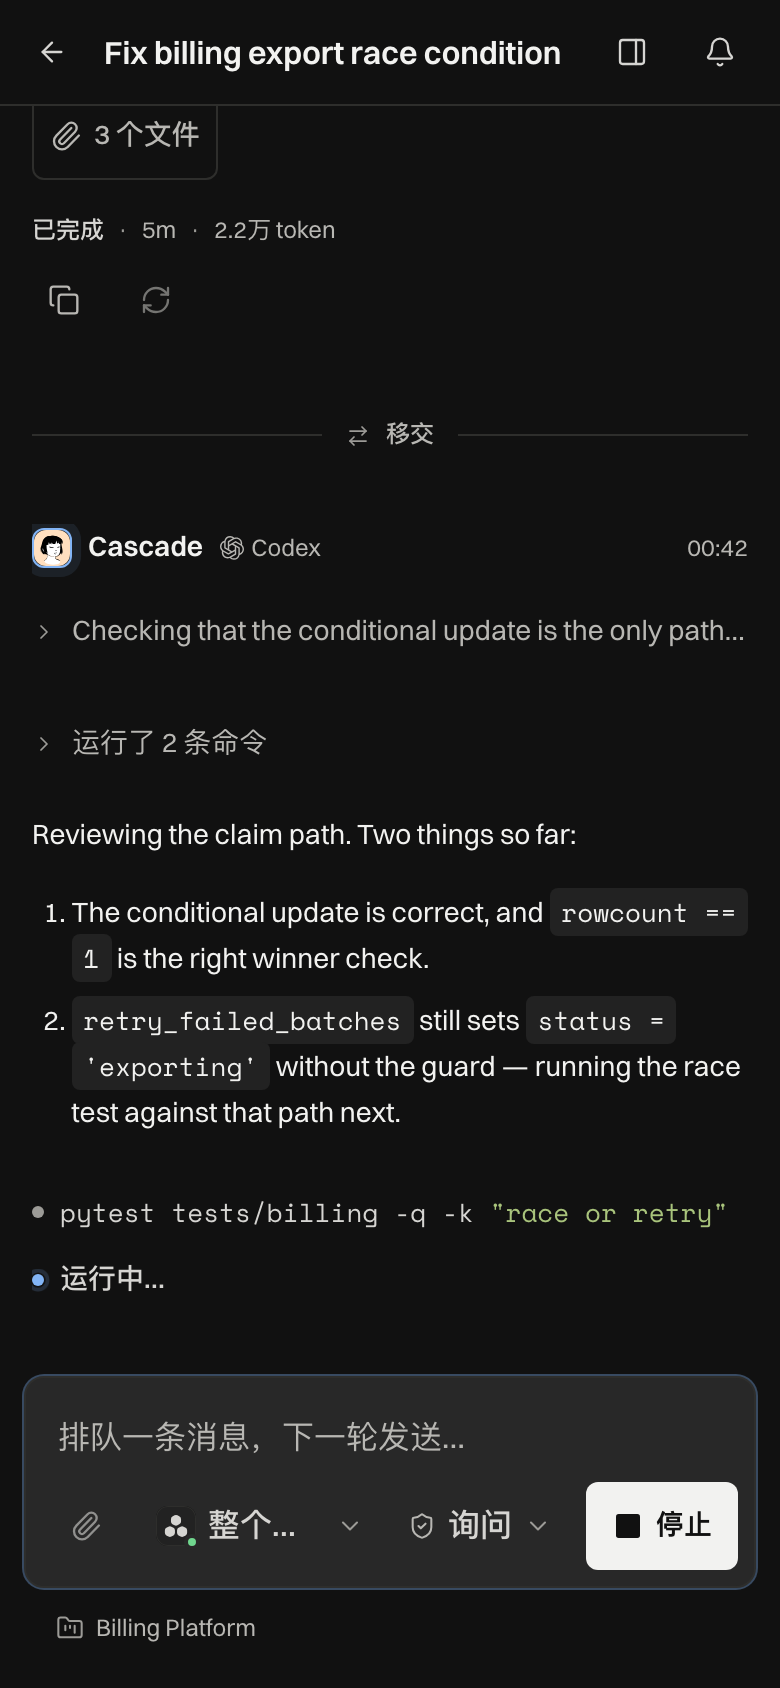 Fix billing export race condition
3 个文件
已完成 · 5m · 2.2万 token
移交
Cascade Codex 00:42
Checking that the conditional update is the only path...
运行了 2 条命令
Reviewing the claim path. Two things so far:
1. The conditional update is correct, and rowcount ==
1 is the right winner check.
2. retry_failed_batches still sets status =
'exporting' without the guard — running the race
test against that path next.
pytest tests/billing -q -k "race or retry"
运行中...
排队一条消息，下一轮发送...
整个... 询问 停止
Billing Platform